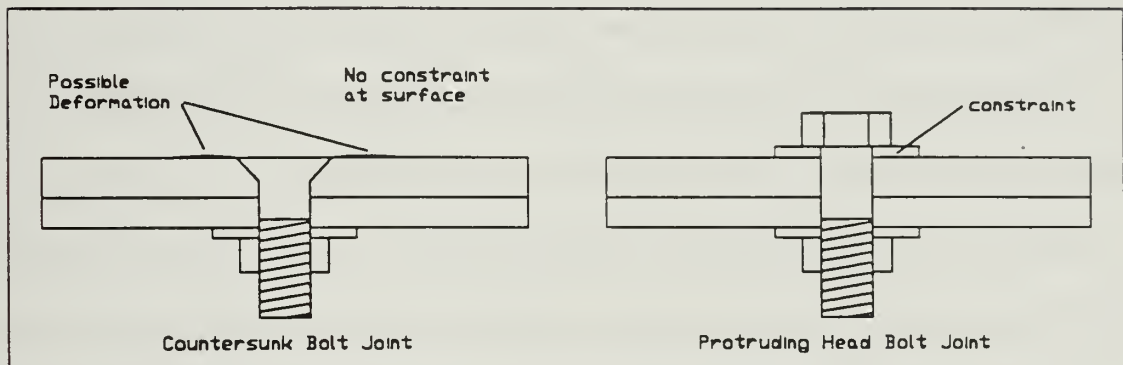 Possible
Deformation
No constraint
at surface
constraint
Countersunk Bolt Joint
Protruding Head Bolt Joint